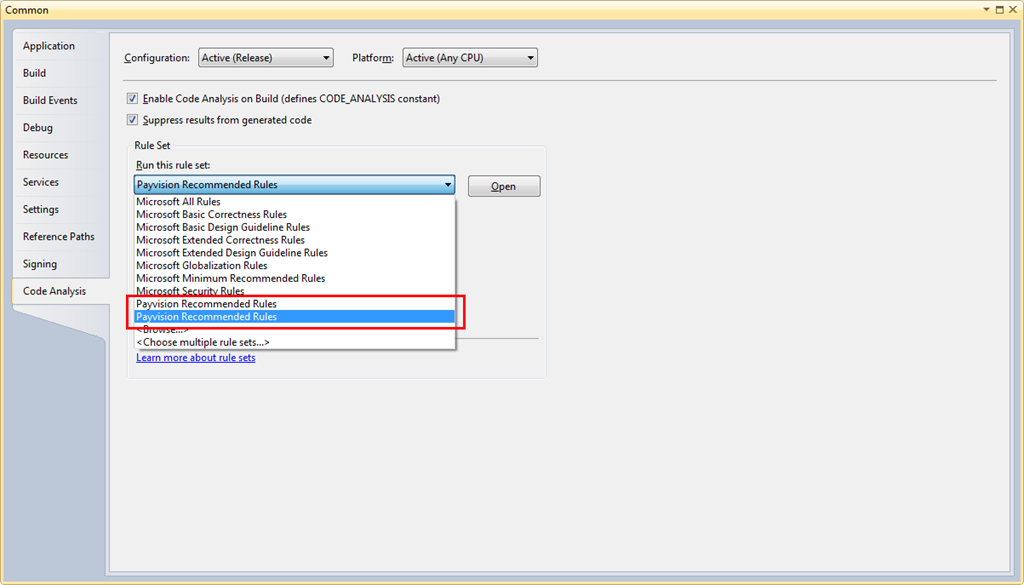 Common
Application
Build
Build Events
Debug
Resources
Services
Settings
Reference Paths
Signing
Code Analysis
Configuration: Active (Release) Platform: Active (Any CPU)
Enable Code Analysis on Build (defines CODE_ANALYSIS constant)
Suppress results from generated code
Rule Set
Run this rule set:
Payvision Recommended Rules Open
Microsoft All Rules
Microsoft Basic Correctness Rules
Microsoft Basic Design Guideline Rules
Microsoft Extended Correctness Rules
Microsoft Extended Design Guideline Rules
Microsoft Globalization Rules
Microsoft Minimum Recommended Rules
Microsoft Security Rules
Payvision Recommended Rules
Payvision Recommended Rules
<Browse...>
<Choose multiple rule sets...>
Learn more about rule sets